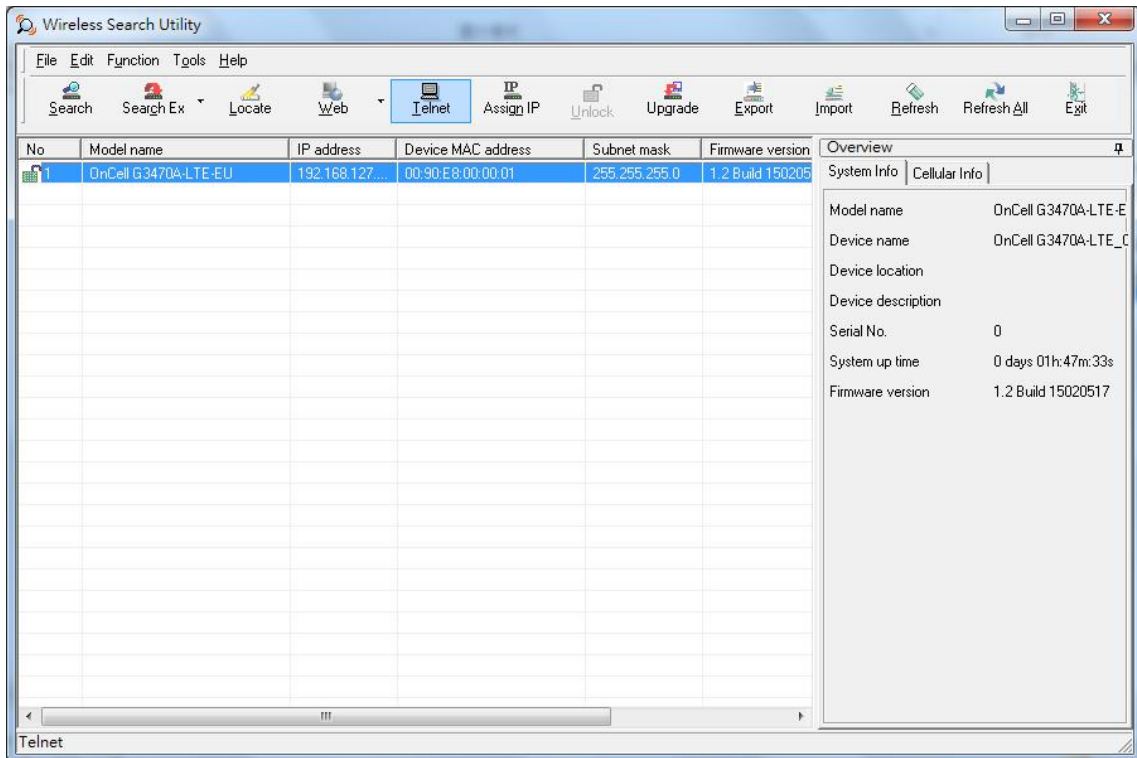 Wireless Search Utility
File Edit Function Tools Help
Search Search Ex Locate Web Telnet Assign IP Unlock Upgrade Export Import Refresh Refresh All Exit
No Model name IP address Device MAC address Subnet mask Firmware version
1 OnCell G3470A-LTE-EU 192.168.127.... 00:90:E8:00:00:01 255.255.255.0 1.2 Build 150205
Overview
System Info Cellular Info
Model name OnCell G3470A-LTE-E
Device name OnCell G3470A-LTE_0
Device location
Device description
Serial No. 0
System up time 0 days 01h:47m:33s
Firmware version 1.2 Build 15020517
Telnet